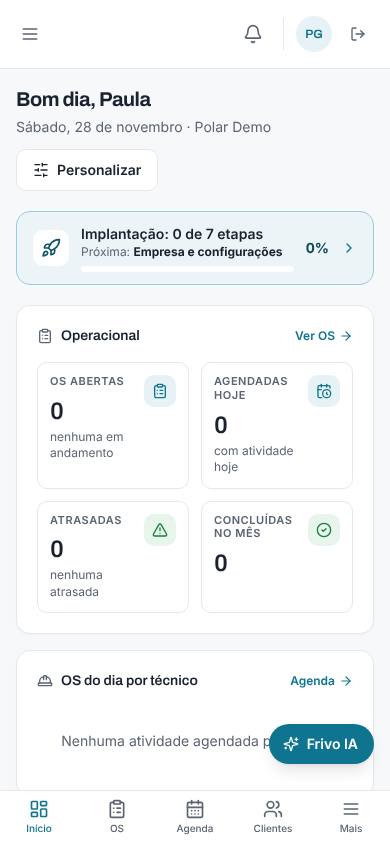 PG
Bom dia, Paula
Sábado, 28 de novembro · Polar Demo
Personalizar
Implantação: 0 de 7 etapas
Próxima: Empresa e configurações
0%
Operacional
Ver OS
OS ABERTAS
0
nenhuma em
andamento
AGENDADAS
HOJE
0
com atividade
hoje
ATRASADAS
0
nenhuma
atrasada
CONCLUÍDAS
NO MÊS
0
OS do dia por técnico
Agenda
Nenhuma atividade agendada
Frivo IA
Início
OS
Agenda
Clientes
Mais